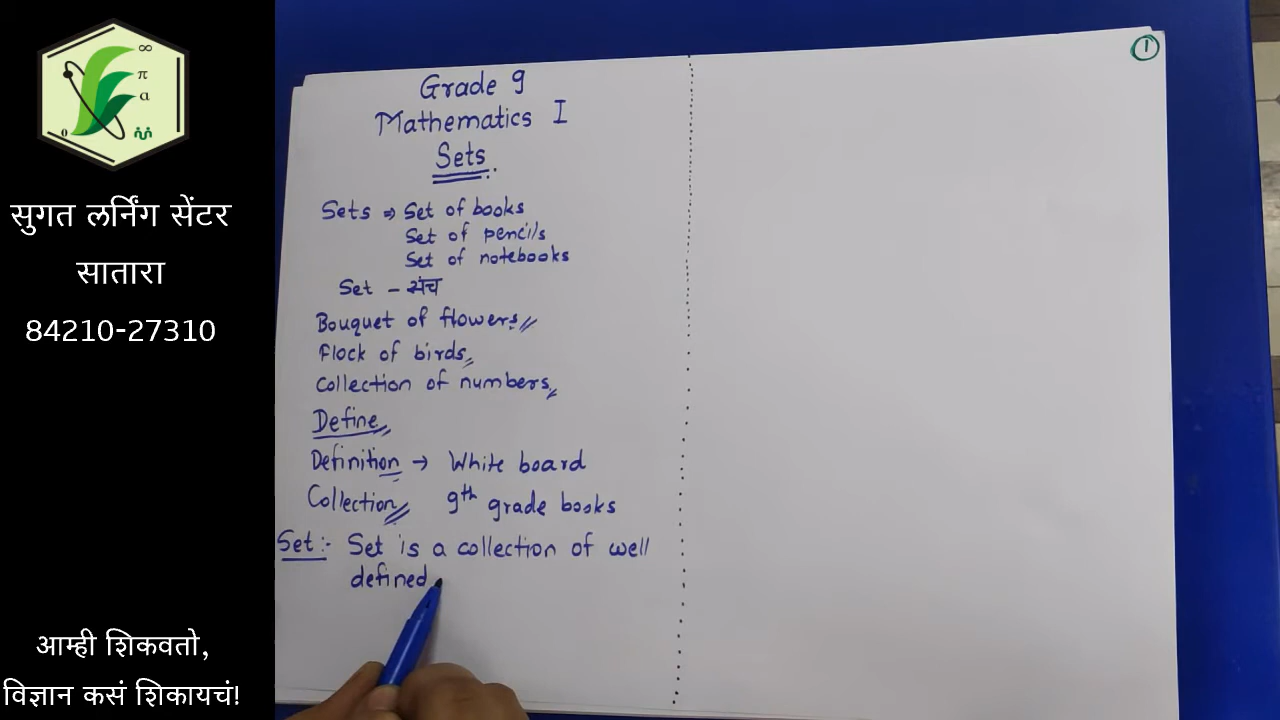 ∞
π
a
सुगत लर्निंग सेंटर
सातारा
84210-27310
आम्ही शिकवतो,
विज्ञान कसं शिकायचं!
1
Grade 9
Mathematics I
Sets
Sets ⇒ Set of books
Set of pencils
Set of notebooks
Set - संच
Bouquet of flowers
Flock of birds
Collection of numbers
Define
Definition → White board
Collection 9th grade books
Set:- Set is a collection of well
defined